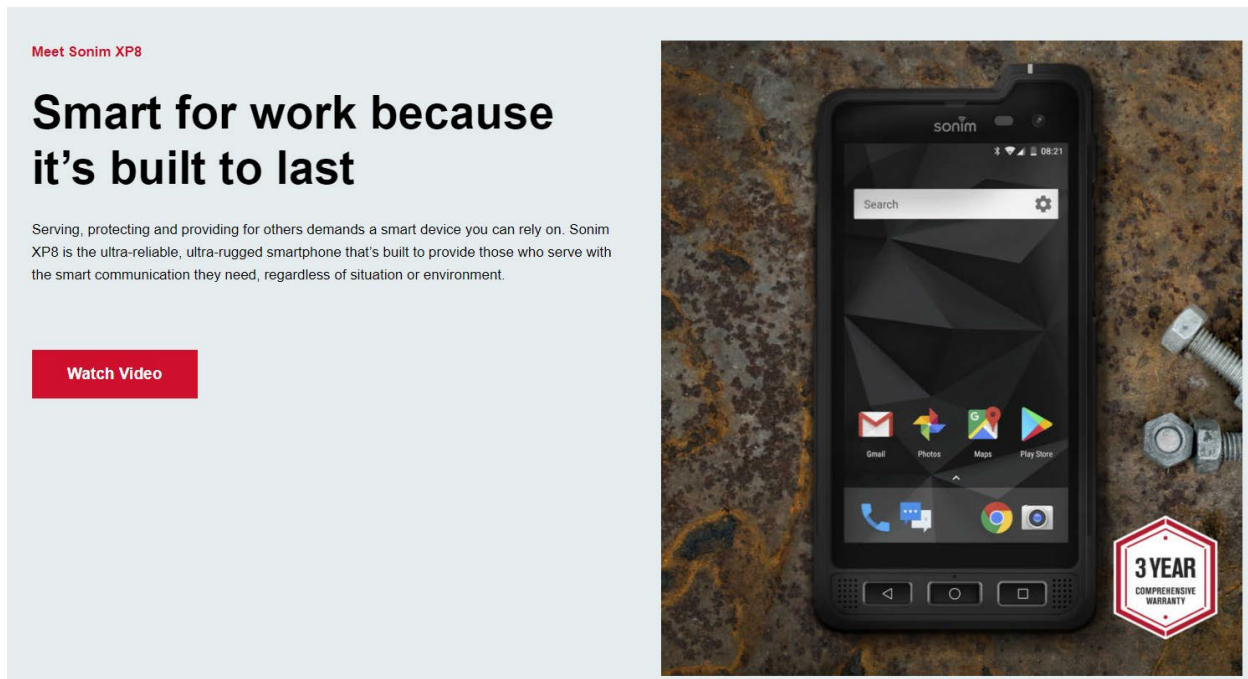 Meet Sonim XP8
Smart for work because
it’s built to last
Serving, protecting and providing for others demands a smart device you can rely on. Sonim
XP8 is the ultra-reliable, ultra-rugged smartphone that’s built to provide those who serve with
the smart communication they need, regardless of situation or environment.
Watch Video
sonim
08:21
Search
G
Gmail
Photos
Maps
Play Store
3 YEAR
COMPREHENSIVE
WARRANTY